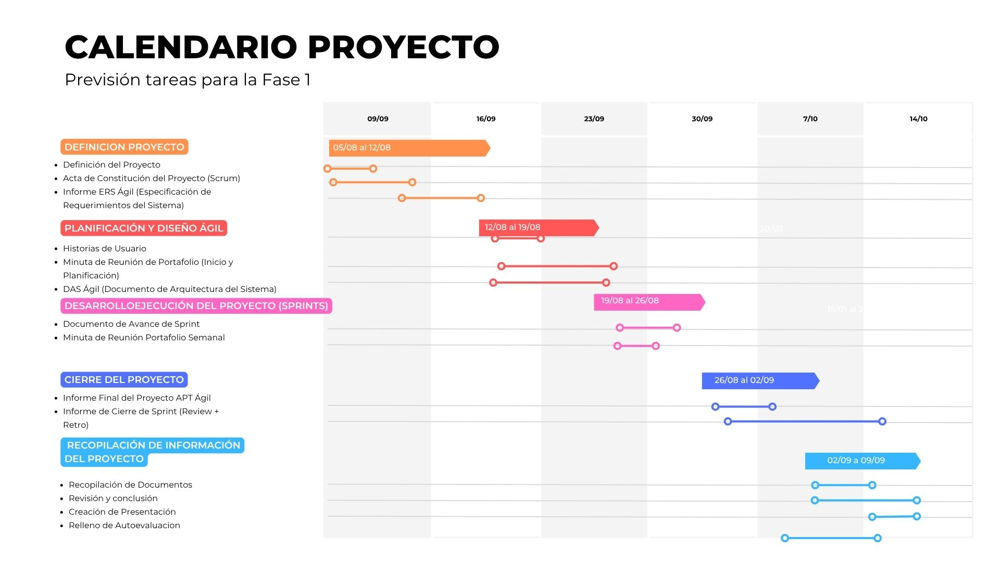 CALENDARIO PROYECTO
Previsión tareas para la Fase 1
09/09 16/09 23/09 30/09 7/10 14/10
DEFINICION PROYECTO
05/08 al 12/08
Definición del Proyecto
Acta de Constitución del Proyecto (Scrum)
Informe ERS Ágil (Especificación de
Requerimientos del Sistema)
PLANIFICACIÓN Y DISEÑO ÁGIL
12/08 al 19/08
20/03
Historias de Usuario
Minuta de Reunión de Portafolio (Inicio y
Planificación)
DAS Ágil (Documento de Arquitectura del Sistema)
DESARROLLOEJECUCIÓN DEL PROYECTO (SPRINTS)
19/08 al 26/08
15/01 al 2
Documento de Avance de Sprint
Minuta de Reunión Portafolio Semanal
CIERRE DEL PROYECTO
26/08 al 02/09
Informe Final del Proyecto APT Ágil
Informe de Cierre de Sprint (Review +
Retro)
RECOPILACIÓN DE INFORMACIÓN
DEL PROYECTO
02/09 a 09/09
Recopilación de Documentos
Revisión y conclusión
Creación de Presentación
Relleno de Autoevaluacion